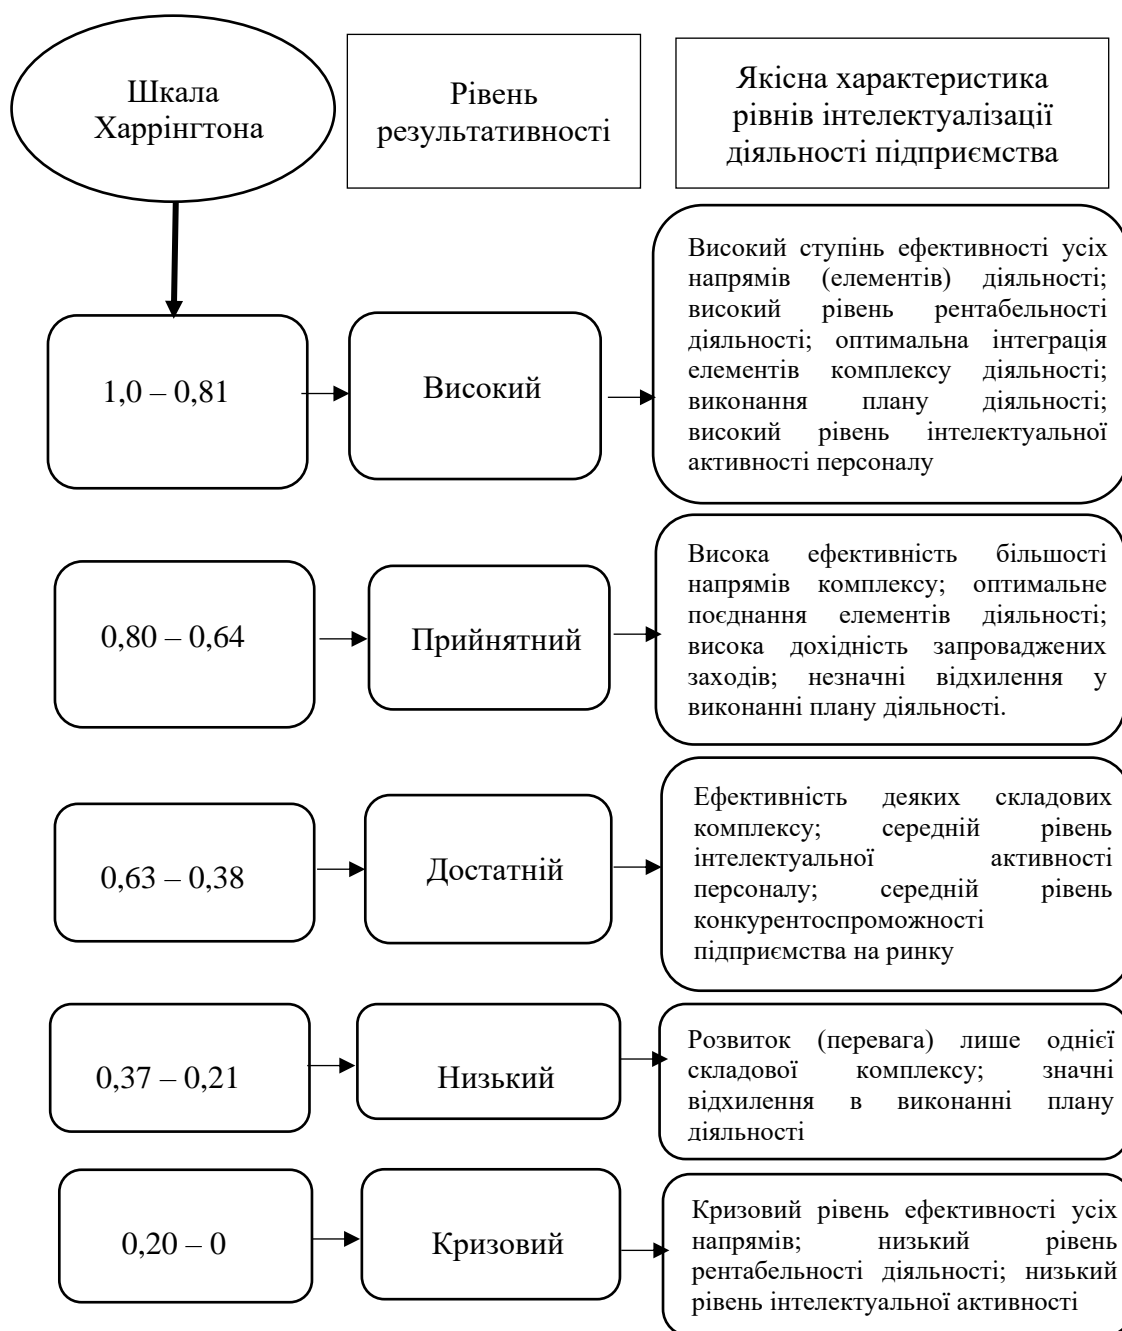 Шкала
Харрінгтона
Рівень
результативності
Якісна характеристика
рівнів інтелектуалізації
діяльності підприємства
1,0 – 0,81
Високий
Високий ступінь ефективності усіх
напрямів (елементів) діяльності;
високий рівень рентабельності
діяльності; оптимальна інтеграція
елементів комплексу діяльності;
виконання плану діяльності;
високий рівень інтелектуальної
активності персоналу
0,80 – 0,64
Прийнятний
Висока ефективність більшості
напрямів комплексу; оптимальне
поєднання елементів діяльності;
висока дохідність запроваджених
заходів; незначні відхилення у
виконанні плану діяльності.
0,63 – 0,38
Достатній
Ефективність деяких складових
комплексу; середній рівень
інтелектуальної активності
персоналу; середній рівень
конкурентоспроможності
підприємства на ринку
0,37 – 0,21
Низький
Розвиток (перевага) лише однієї
складової комплексу; значні
відхилення в виконанні плану
діяльності
0,20 – 0
Кризовий
Кризовий рівень ефективності усіх
напрямів; низький рівень
рентабельності діяльності; низький
рівень інтелектуальної активності